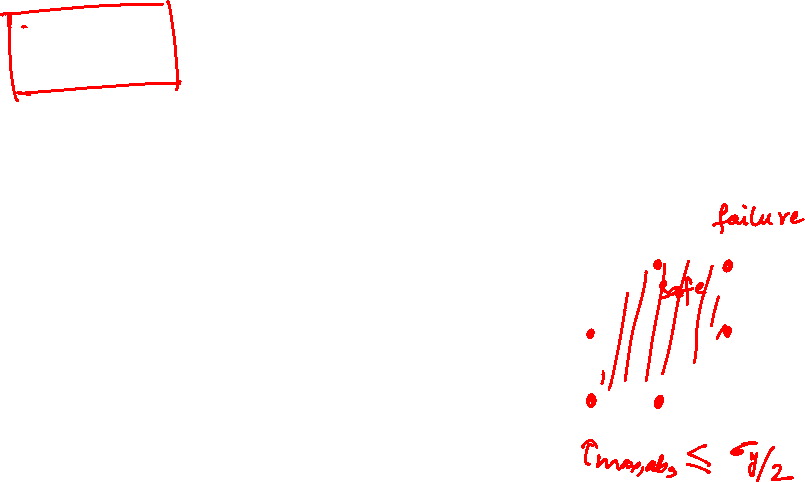 failure
safe
τmax,abs ≤ σy/2